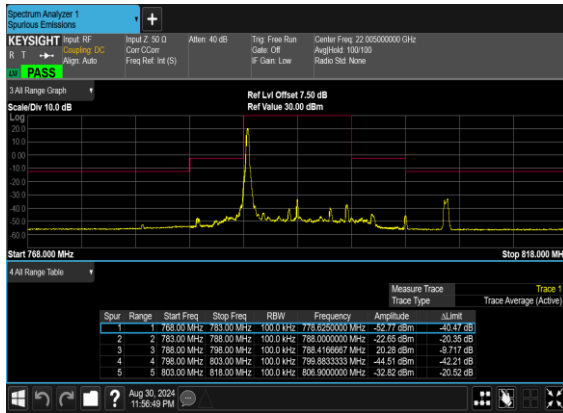 Spectrum Analyzer 1
Spurious Emissions
KEYSIGHT Input: RF Input Z: 50 Ω Atten: 40 dB Trig: Free Run Center Freq: 22.005000000 GHz
R T Coupling: DC Corr CCorr Gate: Off Avg|Hold: 100/100
Align: Auto Freq Ref: Int (S) IF Gain: Low Radio Std: None
PASS
3 All Range Graph
Ref Lvl Offset 7.50 dB
Scale/Div 10.0 dB Ref Value 30.00 dBm
Log
20.0
10.0
0.00
-10.0
-20.0
-30.0
-40.0
-50.0
-60.0
Start 768.000 MHz Stop 818.000 MH
4 All Range Table
Measure Trace Trace 1
Trace Type Trace Average (Active)
Spur Range Start Freq Stop Freq RBW Frequency Amplitude ΔLimit
1 1 768.00 MHz 783.00 MHz 100.0 kHz 778.6250000 MHz -52.77 dBm -40.47 dB
2 2 783.00 MHz 788.00 MHz 100.0 kHz 788.0000000 MHz -22.65 dBm -20.35 dB
3 3 788.00 MHz 798.00 MHz 100.0 kHz 788.4166667 MHz 20.28 dBm -9.717 dB
4 4 798.00 MHz 803.00 MHz 100.0 kHz 799.8833333 MHz -44.51 dBm -42.21 dB
5 5 803.00 MHz 818.00 MHz 100.0 kHz 806.9000000 MHz -32.82 dBm -20.52 dB
Aug 30, 2024
11:56:49 PM